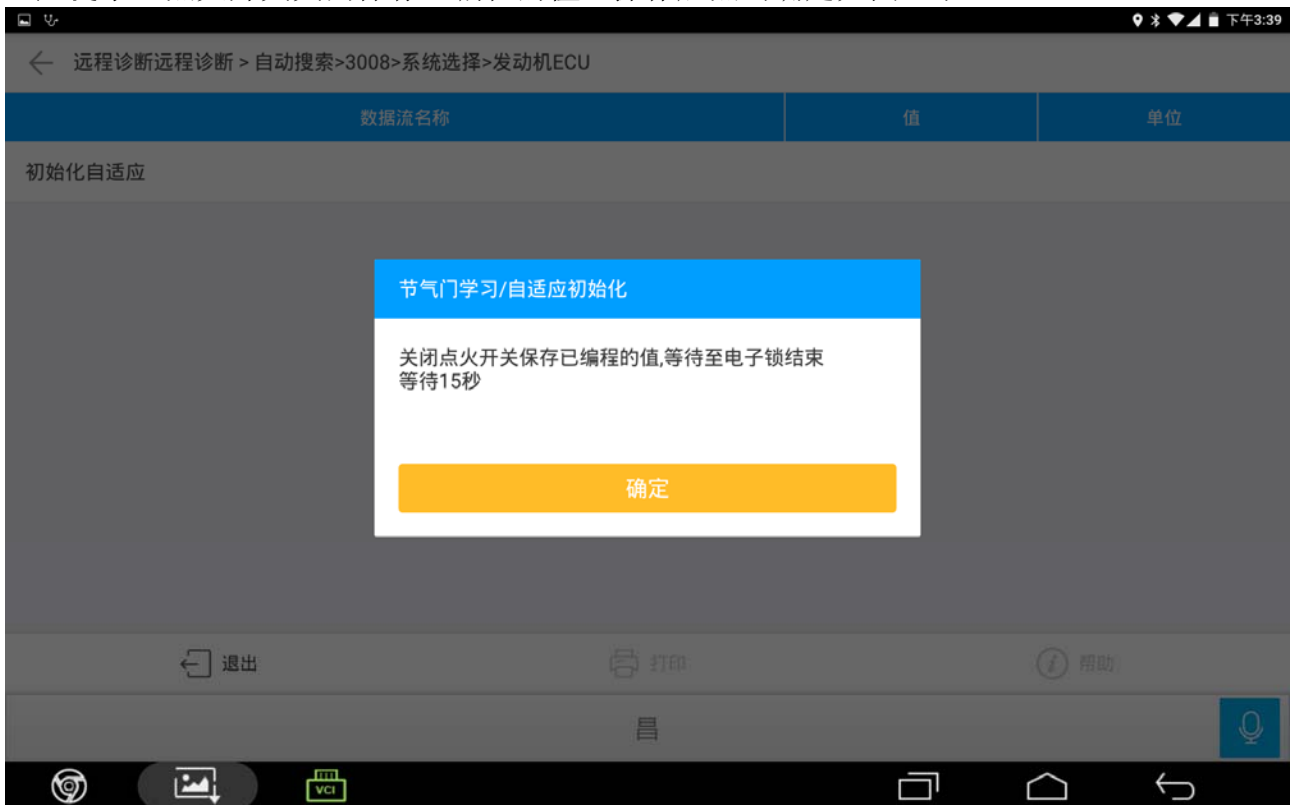 下午3:39
远程诊断远程诊断 > 自动搜索>3008>系统选择>发动机ECU
数据流名称 值 单位
初始化自适应
节气门学习/自适应初始化
关闭点火开关保存已编程的值,等待至电子锁结束
等待15秒
确定
退出 打印 帮助
昌
VCI